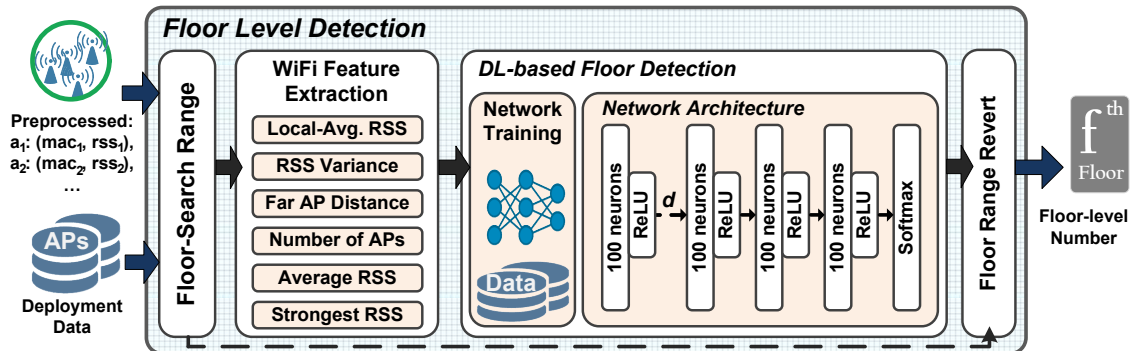 Floor Level Detection
Preprocessed:
a1: (mac1, rss1),
a2: (mac2, rss2),
...
APs
Deployment
Data
Floor-Search Range
WiFi Feature
Extraction
Local-Avg. RSS
RSS Variance
Far AP Distance
Number of APs
Average RSS
Strongest RSS
DL-based Floor Detection
Network
Training
Data
Network Architecture
100 neurons
ReLU
d
100 neurons
ReLU
100 neurons
ReLU
100 neurons
ReLU
Softmax
Floor Range Revert
f th
Floor
Floor-level
Number